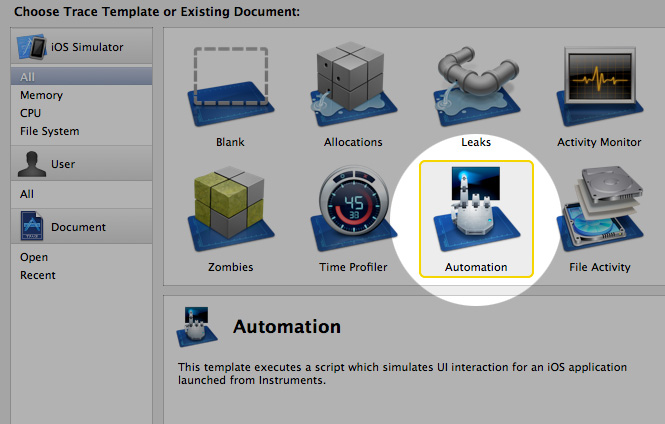 Choose Trace Template or Existing Document:
iOS Simulator
All
Memory
CPU
File System
User
All
TRACE
Document
Open
Recent
Blank
Allocations
Leaks
Activity Monitor
45
33
Zombies
Time Profiler
Automation
File Activity
Automation
This template executes a script which simulates UI interaction for an iOS application
launched from Instruments.